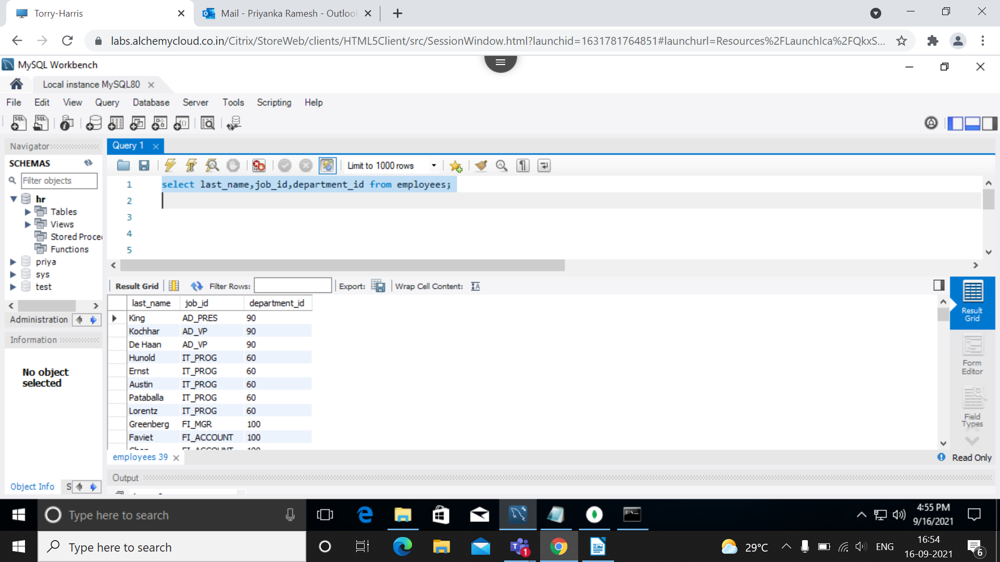 Torry-Harris
Mail - Priyanka Ramesh - Outlook
labs.alchemycloud.co.in/Citrix/StoreWeb/clients/HTML5Client/src/SessionWindow.html?launchid=1631781764851#launchurl=Resources%2FLaunchIca%2FQkxS...
MySQL Workbench
Local instance MySQL80
File Edit View Query Database Server Tools Scripting Help
Navigator
Query 1
SCHEMAS
Limit to 1000 rows
Filter objects
1 select last_name,job_id,department_id from employees;
2
3
4
5
hr
Tables
Views
Stored Proce
Functions
priya
sys
test
Result Grid Filter Rows: Export: Wrap Cell Content:
Administration
Information
No object
selected
last_name job_id department_id
King AD_PRES 90
Kochhar AD_VP 90
De Haan AD_VP 90
Hunold IT_PROG 60
Ernst IT_PROG 60
Austin IT_PROG 60
Pataballa IT_PROG 60
Lorentz IT_PROG 60
Greenberg FI_MGR 100
Faviet FI_ACCOUNT 100
Result
Grid
Form
Editor
Field
Types
employees 39
Read Only
Output
Object Info S
Type here to search
4:55 PM
9/16/2021
Type here to search
1
29°C
ENG
16:54
16-09-2021
6